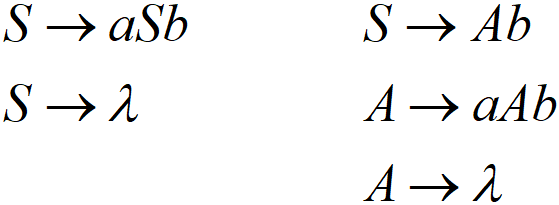 S → aSb
S → λ
S → Ab
A → aAb
A → λ